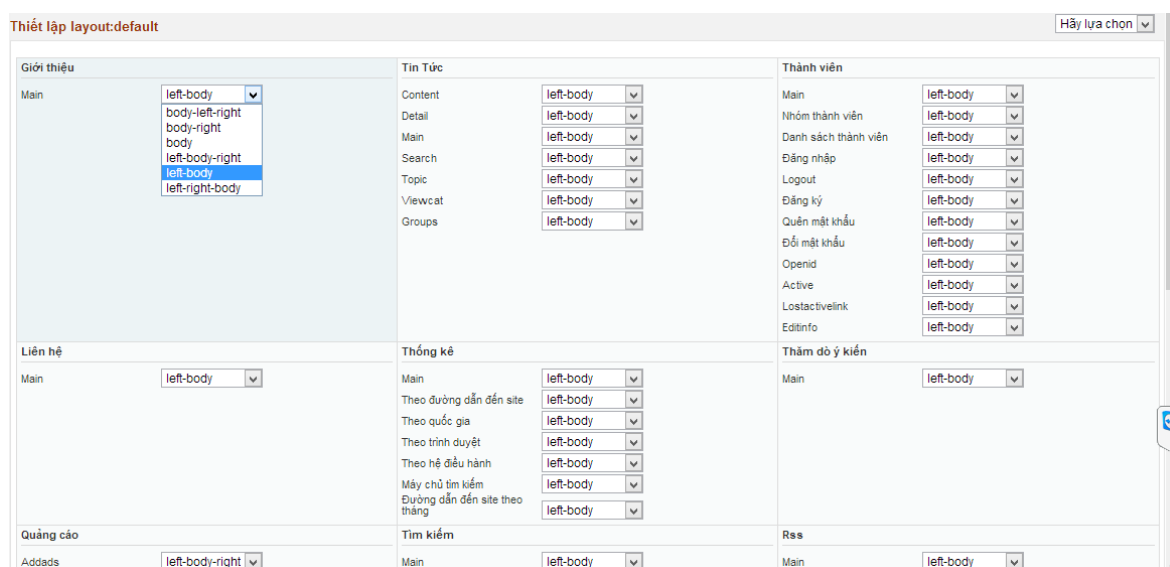 Thiết lập layout:default
Hãy lựa chọn
Giới thiệu
Main left-body
body-left-right
body-right
body
left-body-right
left-body
left-right-body
Tin Tức
Content left-body
Detail left-body
Main left-body
Search left-body
Topic left-body
Viewcat left-body
Groups left-body
Thành viên
Main left-body
Nhóm thành viên left-body
Danh sách thành viên left-body
Đăng nhập left-body
Logout left-body
Đăng ký left-body
Quên mật khẩu left-body
Đổi mật khẩu left-body
Openid left-body
Active left-body
Lostactivelink left-body
Editinfo left-body
Liên hệ
Main left-body
Thống kê
Main left-body
Theo đường dẫn đến site left-body
Theo quốc gia left-body
Theo trình duyệt left-body
Theo hệ điều hành left-body
Máy chủ tìm kiếm left-body
Đường dẫn đến site theo
tháng left-body
Thăm dò ý kiến
Main left-body
Quảng cáo
Addads left-body-right
Tìm kiếm
Main left-body
Rss
Main left-body